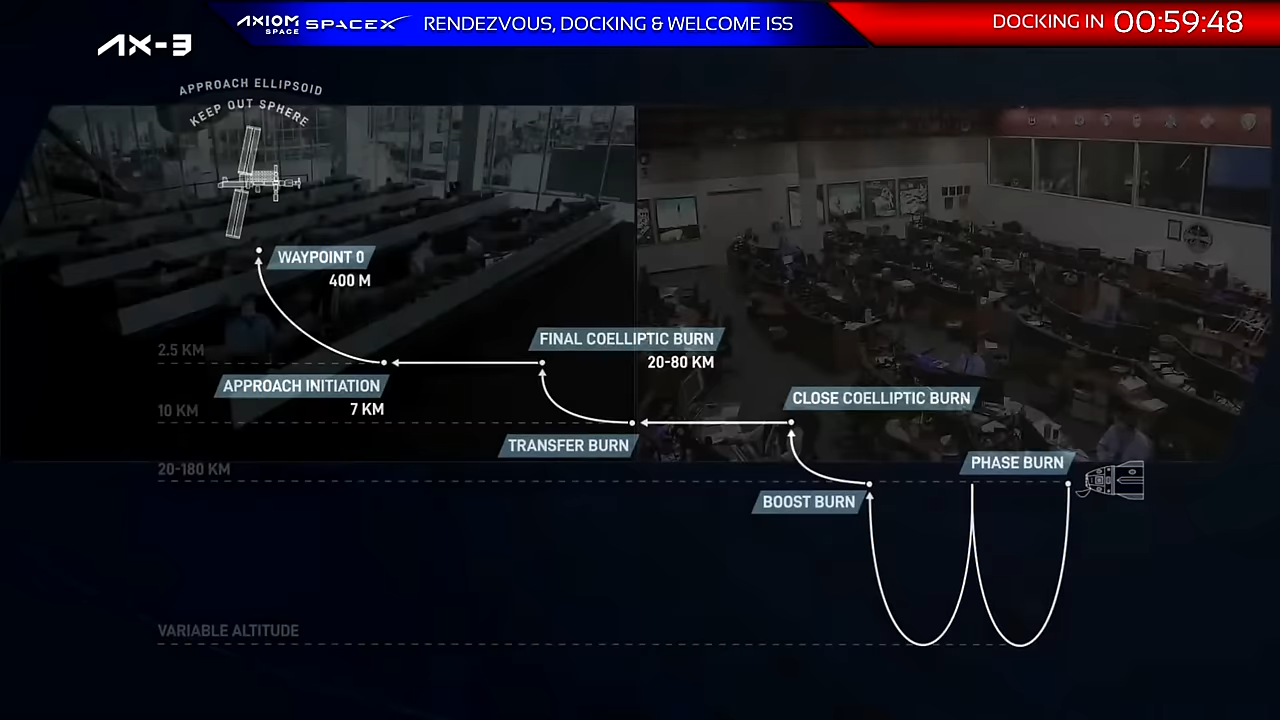 AX-3
AXIOM SPACE
SPACEX
RENDEZVOUS, DOCKING & WELCOME ISS
DOCKING IN 00:59:48
APPROACH ELLIPSOID
KEEP OUT SPHERE
WAYPOINT 0
400 M
2.5 KM
FINAL COELLIPTIC BURN
20-80 KM
APPROACH INITIATION
7 KM
10 KM
CLOSE COELLIPTIC BURN
TRANSFER BURN
20-180 KM
PHASE BURN
BOOST BURN
VARIABLE ALTITUDE